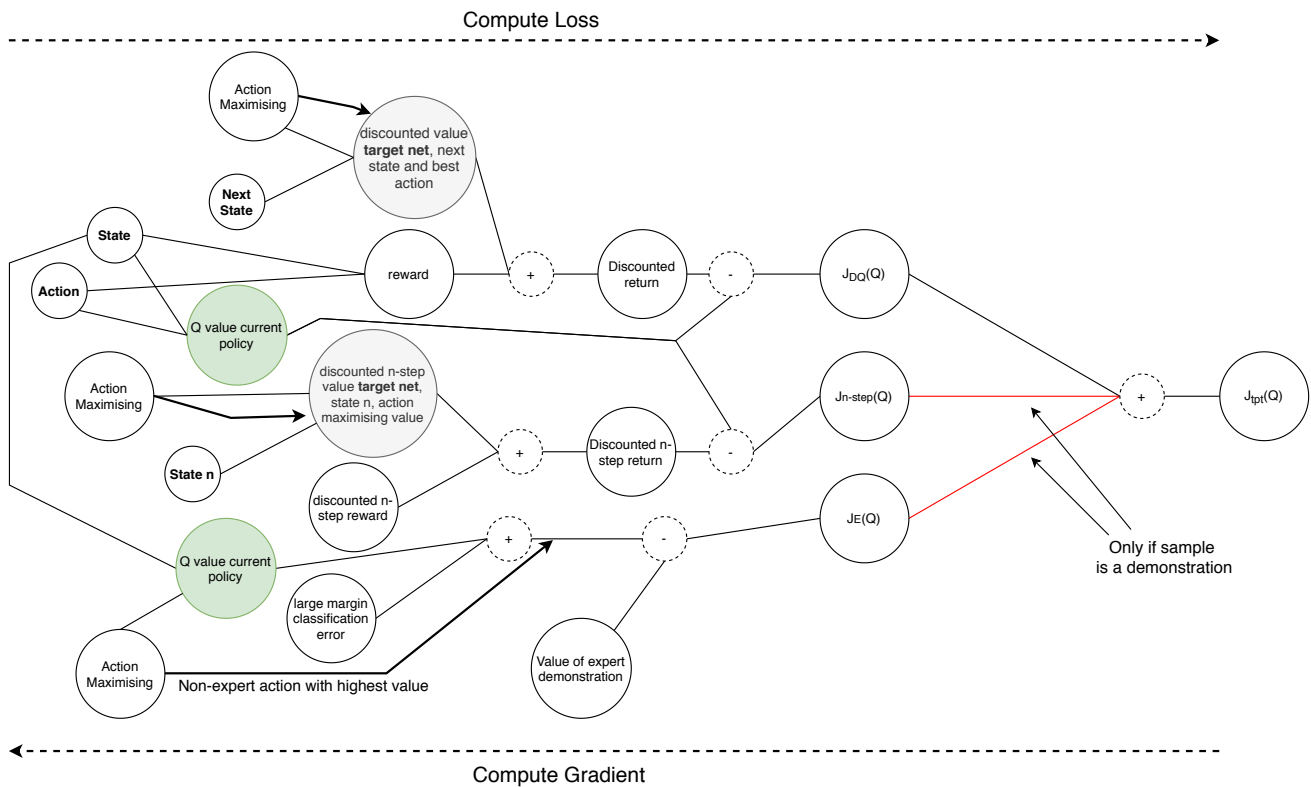 Compute Loss
Action
Maximising
discounted value
target net, next
state and best
action
Next
State
State
Action
reward
+
Discounted
return
-
JDQ(Q)
Q value current
policy
Action
Maximising
discounted n-step
value target net,
state n, action
maximising value
Jn-step(Q)
+
Jtpt(Q)
State n
+
Discounted n-
step return
-
discounted n-
step reward
Q value current
policy
+
-
JE(Q)
Only if sample
is a demonstration
large margin
classification
error
Action
Maximising
Non-expert action with highest value
Value of expert
demonstration
Compute Gradient